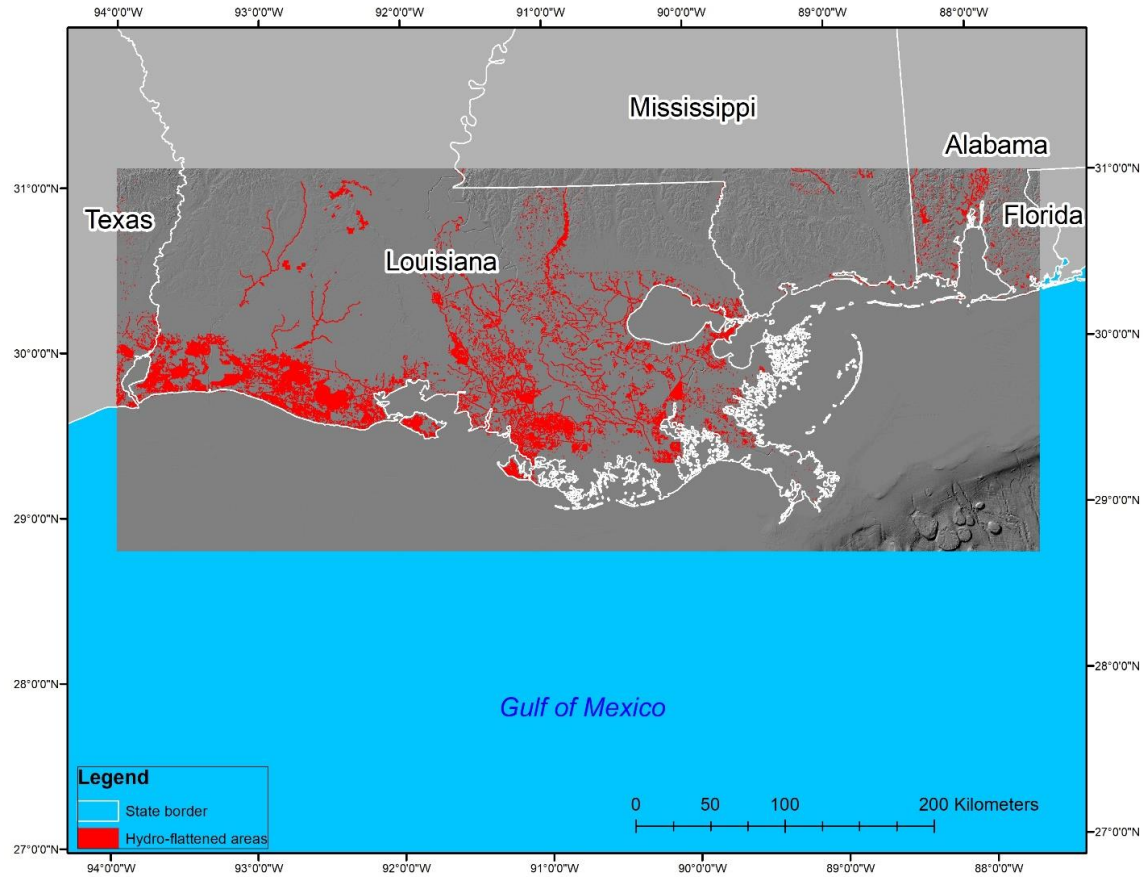 94°0'0"W 93°0'0"W 92°0'0"W 91°0'0"W 90°0'0"W 89°0'0"W 88°0'0"W
Mississippi
Alabama
31°0'0"N 31°0'0"N
Texas
Florida
Louisiana
30°0'0"N 30°0'0"N
29°0'0"N 29°0'0"N
28°0'0"N 28°0'0"N
Gulf of Mexico
Legend
State border
Hydro-flattened areas
0 50 100 200 Kilometers
27°0'0"N 27°0'0"N
94°0'0"W 93°0'0"W 92°0'0"W 91°0'0"W 90°0'0"W 89°0'0"W 88°0'0"W